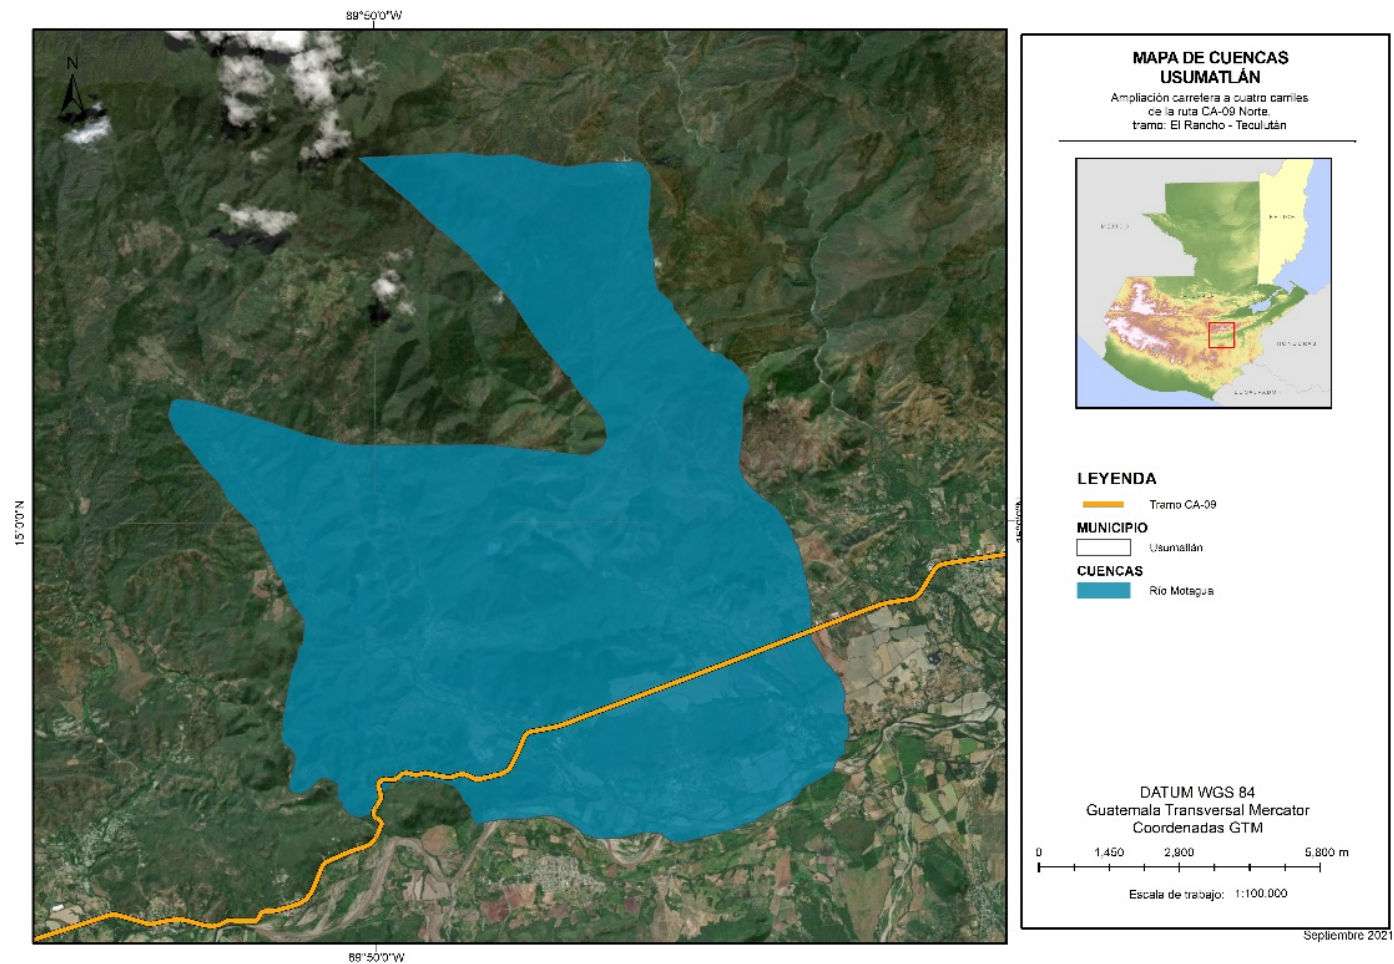 89°50'0"W
N
15°0'0"N
89°50'0"W
MAPA DE CUENCAS
USUMATLÁN
Ampliación carretera a cuatro carriles
de la ruta CA-09 Norte,
tramo: El Rancho - Teculután
MEXICO
BELICE
HONDURAS
EL SALVADOR
LEYENDA
Tramo CA-09
MUNICIPIO
Usumatlán
CUENCAS
Río Motagua
DATUM WGS 84
Guatemala Transversal Mercator
Coordenadas GTM
0 1,450 2,900 5,800 m
Escala de trabajo: 1:100,000
Septiembre 2021